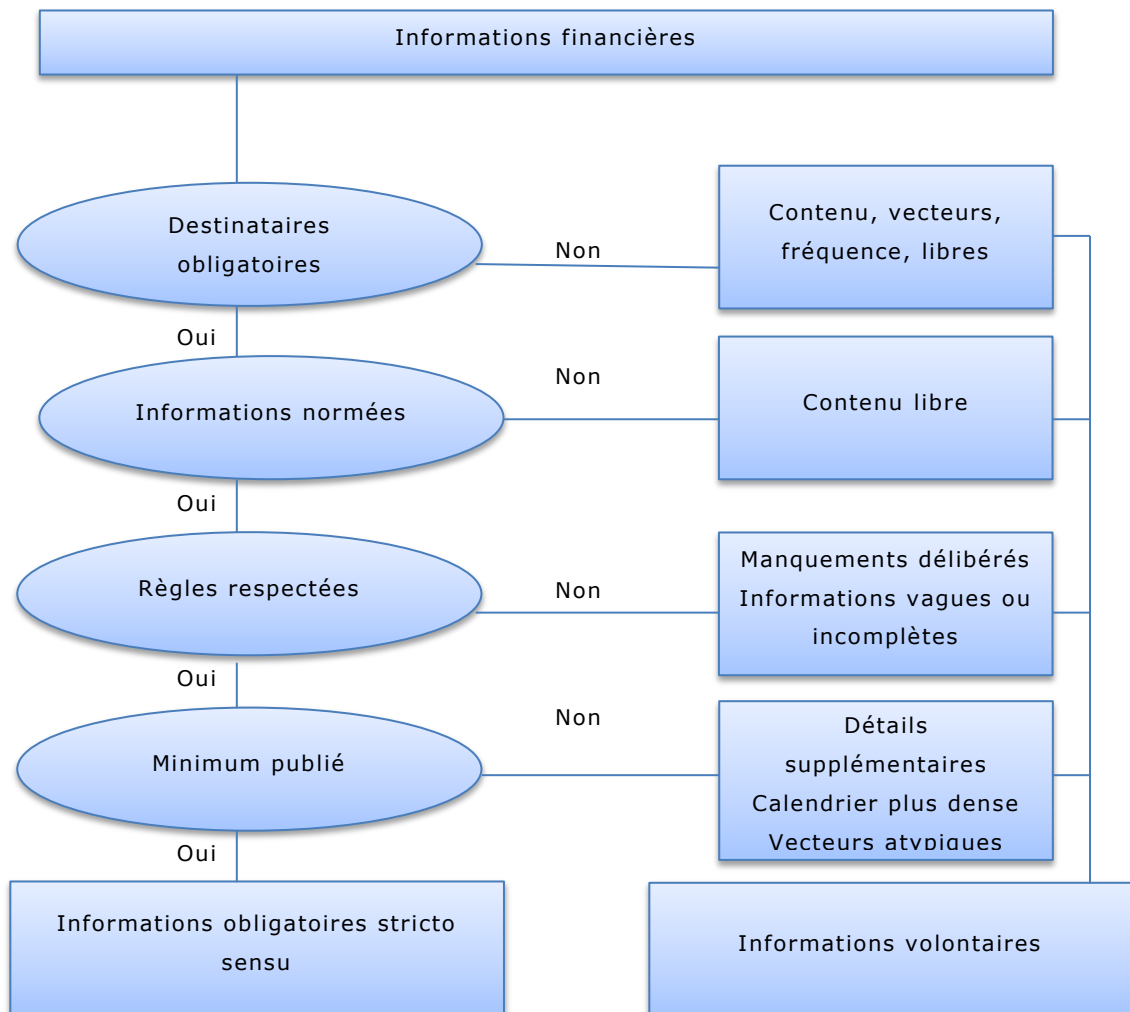 Informations financières
Destinataires
obligatoires
Non
Contenu, vecteurs,
fréquence, libres
Oui
Informations normées
Non
Contenu libre
Oui
Règles respectées
Non
Manquements délibérés
Informations vagues ou
incomplètes
Oui
Minimum publié
Non
Détails
supplémentaires
Calendrier plus dense
Vecteurs atypiques
Oui
Informations obligatoires stricto
sensu
Informations volontaires